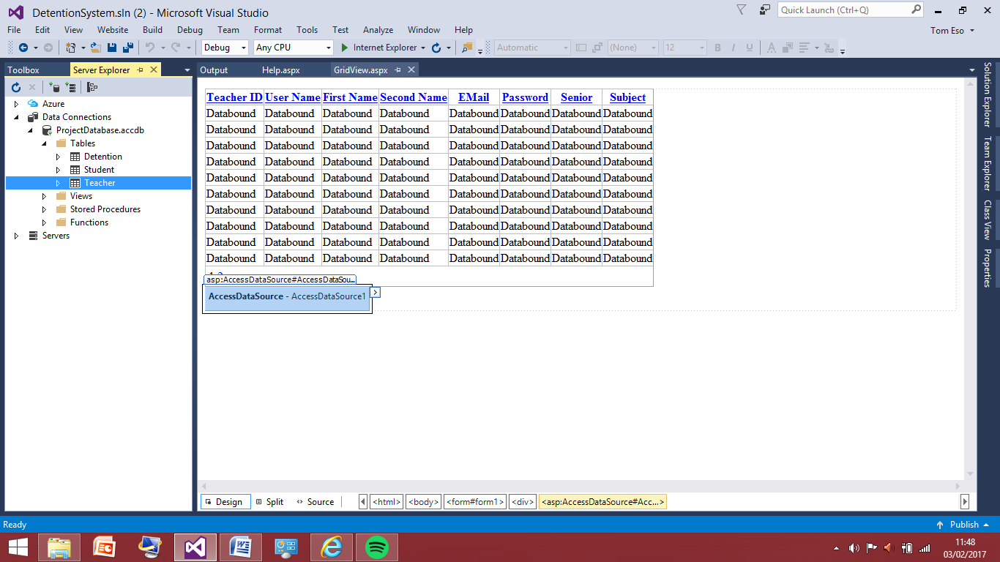 DetentionSystem.sln (2) - Microsoft Visual Studio
Quick Launch (Ctrl+Q)
File Edit View Website Build Debug Team Format Tools Test Analyze Window Help
Tom Eso
Debug Any CPU Internet Explorer Automatic (None) 12 B I U A
Toolbox Server Explorer
Output Help.aspx GridView.aspx
Azure
Data Connections
ProjectDatabase.accdb
Tables
Detention
Student
Teacher
Views
Stored Procedures
Functions
Servers
Teacher ID User Name First Name Second Name EMail Password Senior Subject
Databound Databound Databound Databound Databound Databound Databound Databound
Databound Databound Databound Databound Databound Databound Databound Databound
Databound Databound Databound Databound Databound Databound Databound Databound
Databound Databound Databound Databound Databound Databound Databound Databound
Databound Databound Databound Databound Databound Databound Databound Databound
Databound Databound Databound Databound Databound Databound Databound Databound
Databound Databound Databound Databound Databound Databound Databound Databound
Databound Databound Databound Databound Databound Databound Databound Databound
Databound Databound Databound Databound Databound Databound Databound Databound
Databound Databound Databound Databound Databound Databound Databound Databound
asp:AccessDataSource#AccessDataSou...
AccessDataSource - AccessDataSource1
Solution Explorer
Team Explorer
Class View
Properties
Design Split Source <html> <body> <form#form1> <div> <asp:AccessDataSource#Acc...>
Ready
Publish
11:48
03/02/2017